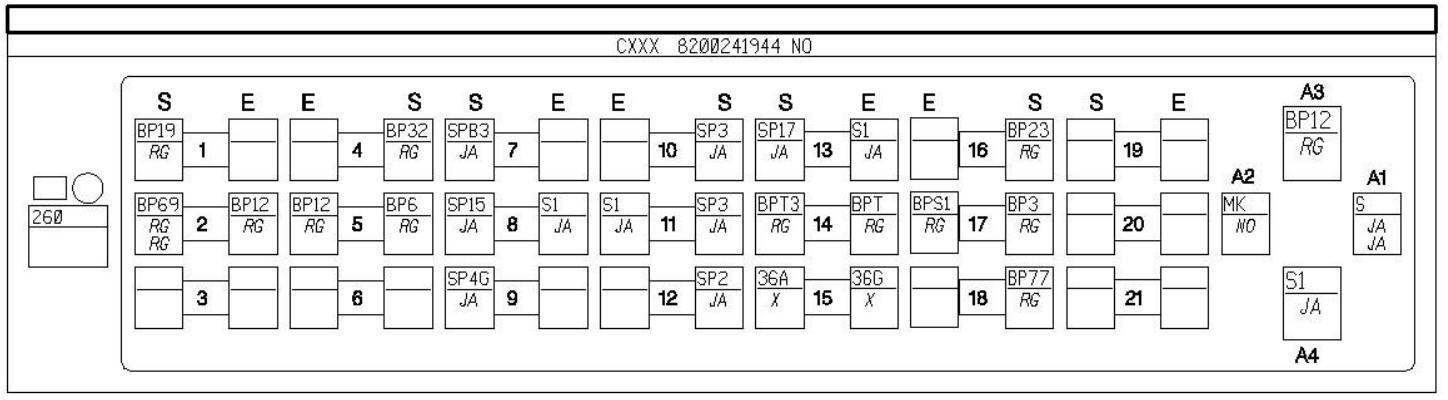 CXXX 8200241944 NO
S E E S S E E S S E E S S E A3
BP19 BP32 SPB3 SP3 SP17 S1 BP23 BP12
RG 1 4 RG JA 7 10 JA JA 13 JA 16 RG 19 RG
A2 A1
260 BP69 BP12 BP12 BP6 SP15 S1 S1 SP3 BPT3 BPT BPS1 BP3 MK S
RG 2 RG RG 5 RG JA 8 JA JA 11 JA RG 14 RG RG 17 RG 20 NO JA
RG JA
SP4G SP2 36A 36G BP77 S1
3 6 JA 9 12 JA X 15 X 18 RG 21 JA
A4